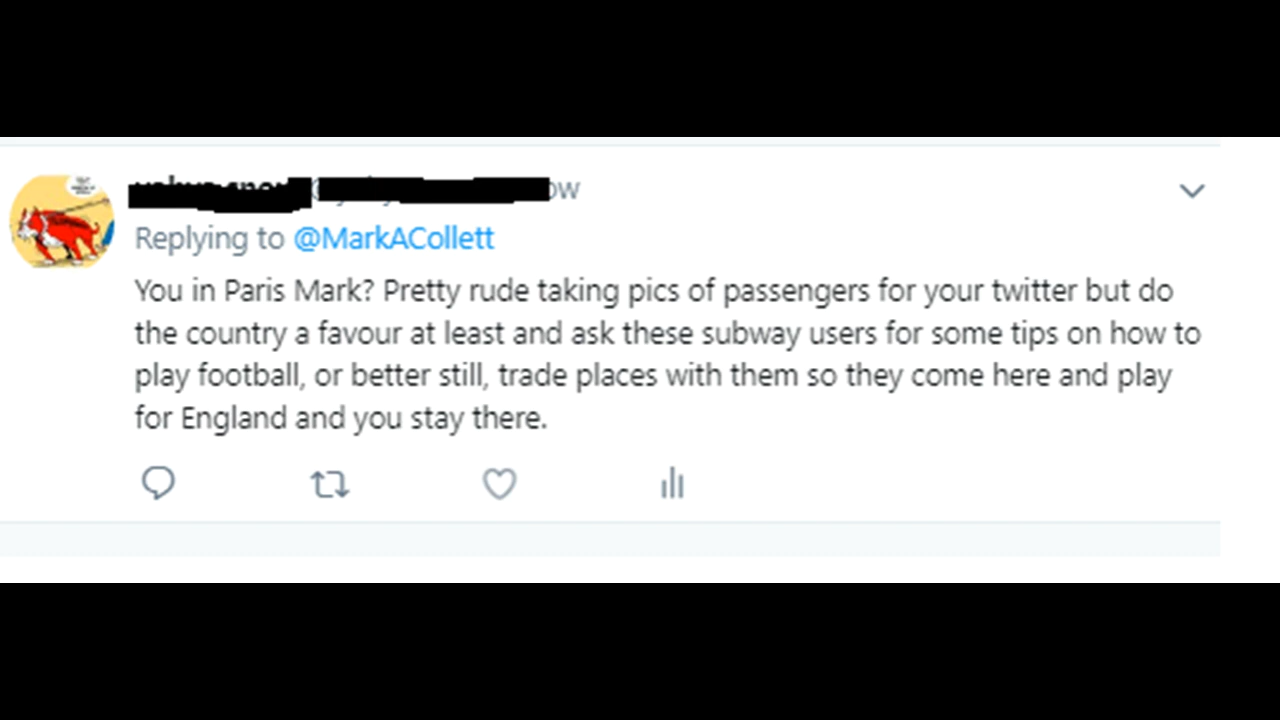 ow
Replying to @MarkACollett
You in Paris Mark? Pretty rude taking pics of passengers for your twitter but do
the country a favour at least and ask these subway users for some tips on how to
play football, or better still, trade places with them so they come here and play
for England and you stay there.